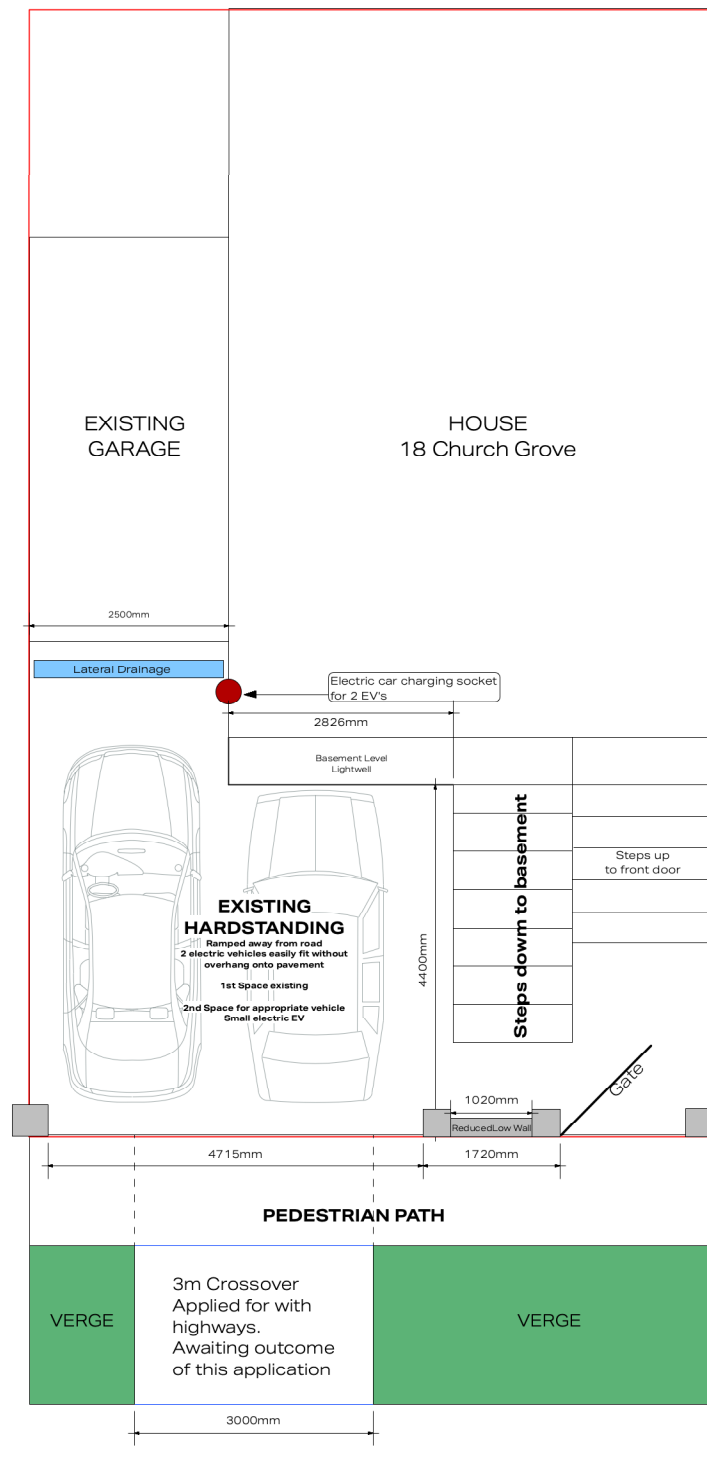 EXISTING
GARAGE
HOUSE
18 Church Grove
2500mm
Lateral Drainage
Electric car charging socket
for 2 EV's
2826mm
Basement Level
Lightwell
Steps dowm to basement
Steps up
to front door
EXISTING
HARDSTANDING
Ramped away from road
2 electric vehicles easily fit without
overhang onto pavement
1st Space existing
2nd Space for appropriate vehicle
Small electric EV
4400mm
Gate
1020mm
ReducedLow Wall
4715mm
1720mm
PEDESTRIAN PATH
VERGE
3m Crossover
Applied for with
highways.
Awaiting outcome
of this application
VERGE
3000mm